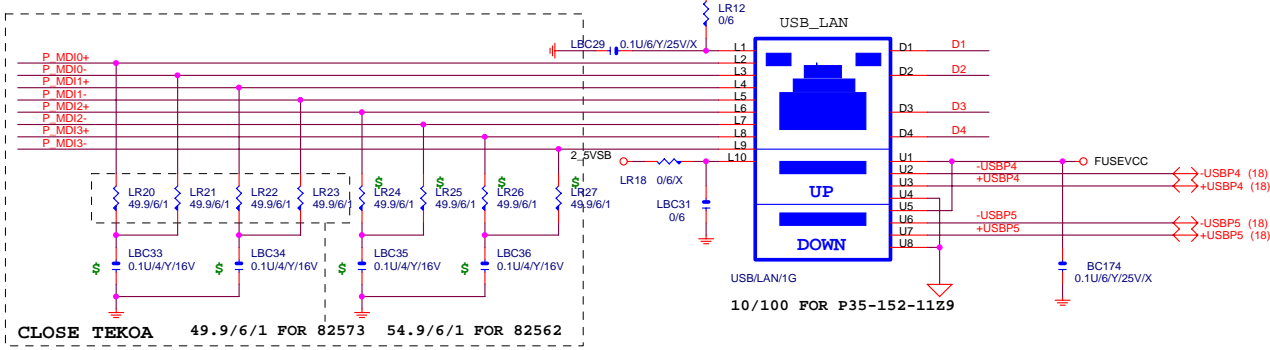 LR12
0/6
USB_LAN
LBC29
0.1U/6/Y/25V/X
L1
L2
L3
L4
L5
L6
L7
L8
L9
L10
D1
D2
D3
D4
U1
U2
U3
U4
U5
U6
U7
U8
D1
D2
D3
D4
P_MDI0+
P_MDI0-
P_MDI1+
P_MDI1-
P_MDI2+
P_MDI2-
P_MDI3+
P_MDI3-
2_5VSB
LR18
0/6/X
LBC31
0/6
UP
DOWN
FUSEVCC
-USBP4
+USBP4
-USBP4 (18)
+USBP4 (18)
-USBP5
+USBP5
-USBP5 (18)
+USBP5 (18)
LR20
49.9/6/1
LR21
49.9/6/1
LR22
49.9/6/1
LR23
49.9/6/1
$
LR24
49.9/6/1
$
LR25
49.9/6/1
$
LR26
49.9/6/1
$
LR27
49.9/6/1
$
LBC33
0.1U/4/Y/16V
$
LBC34
0.1U/4/Y/16V
$
LBC35
0.1U/4/Y/16V
$
LBC36
0.1U/4/Y/16V
BC174
0.1U/6/Y/25V/X
USB/LAN/1G
10/100 FOR P35-152-11Z9
CLOSE TEKOA
49.9/6/1 FOR 82573
54.9/6/1 FOR 82562